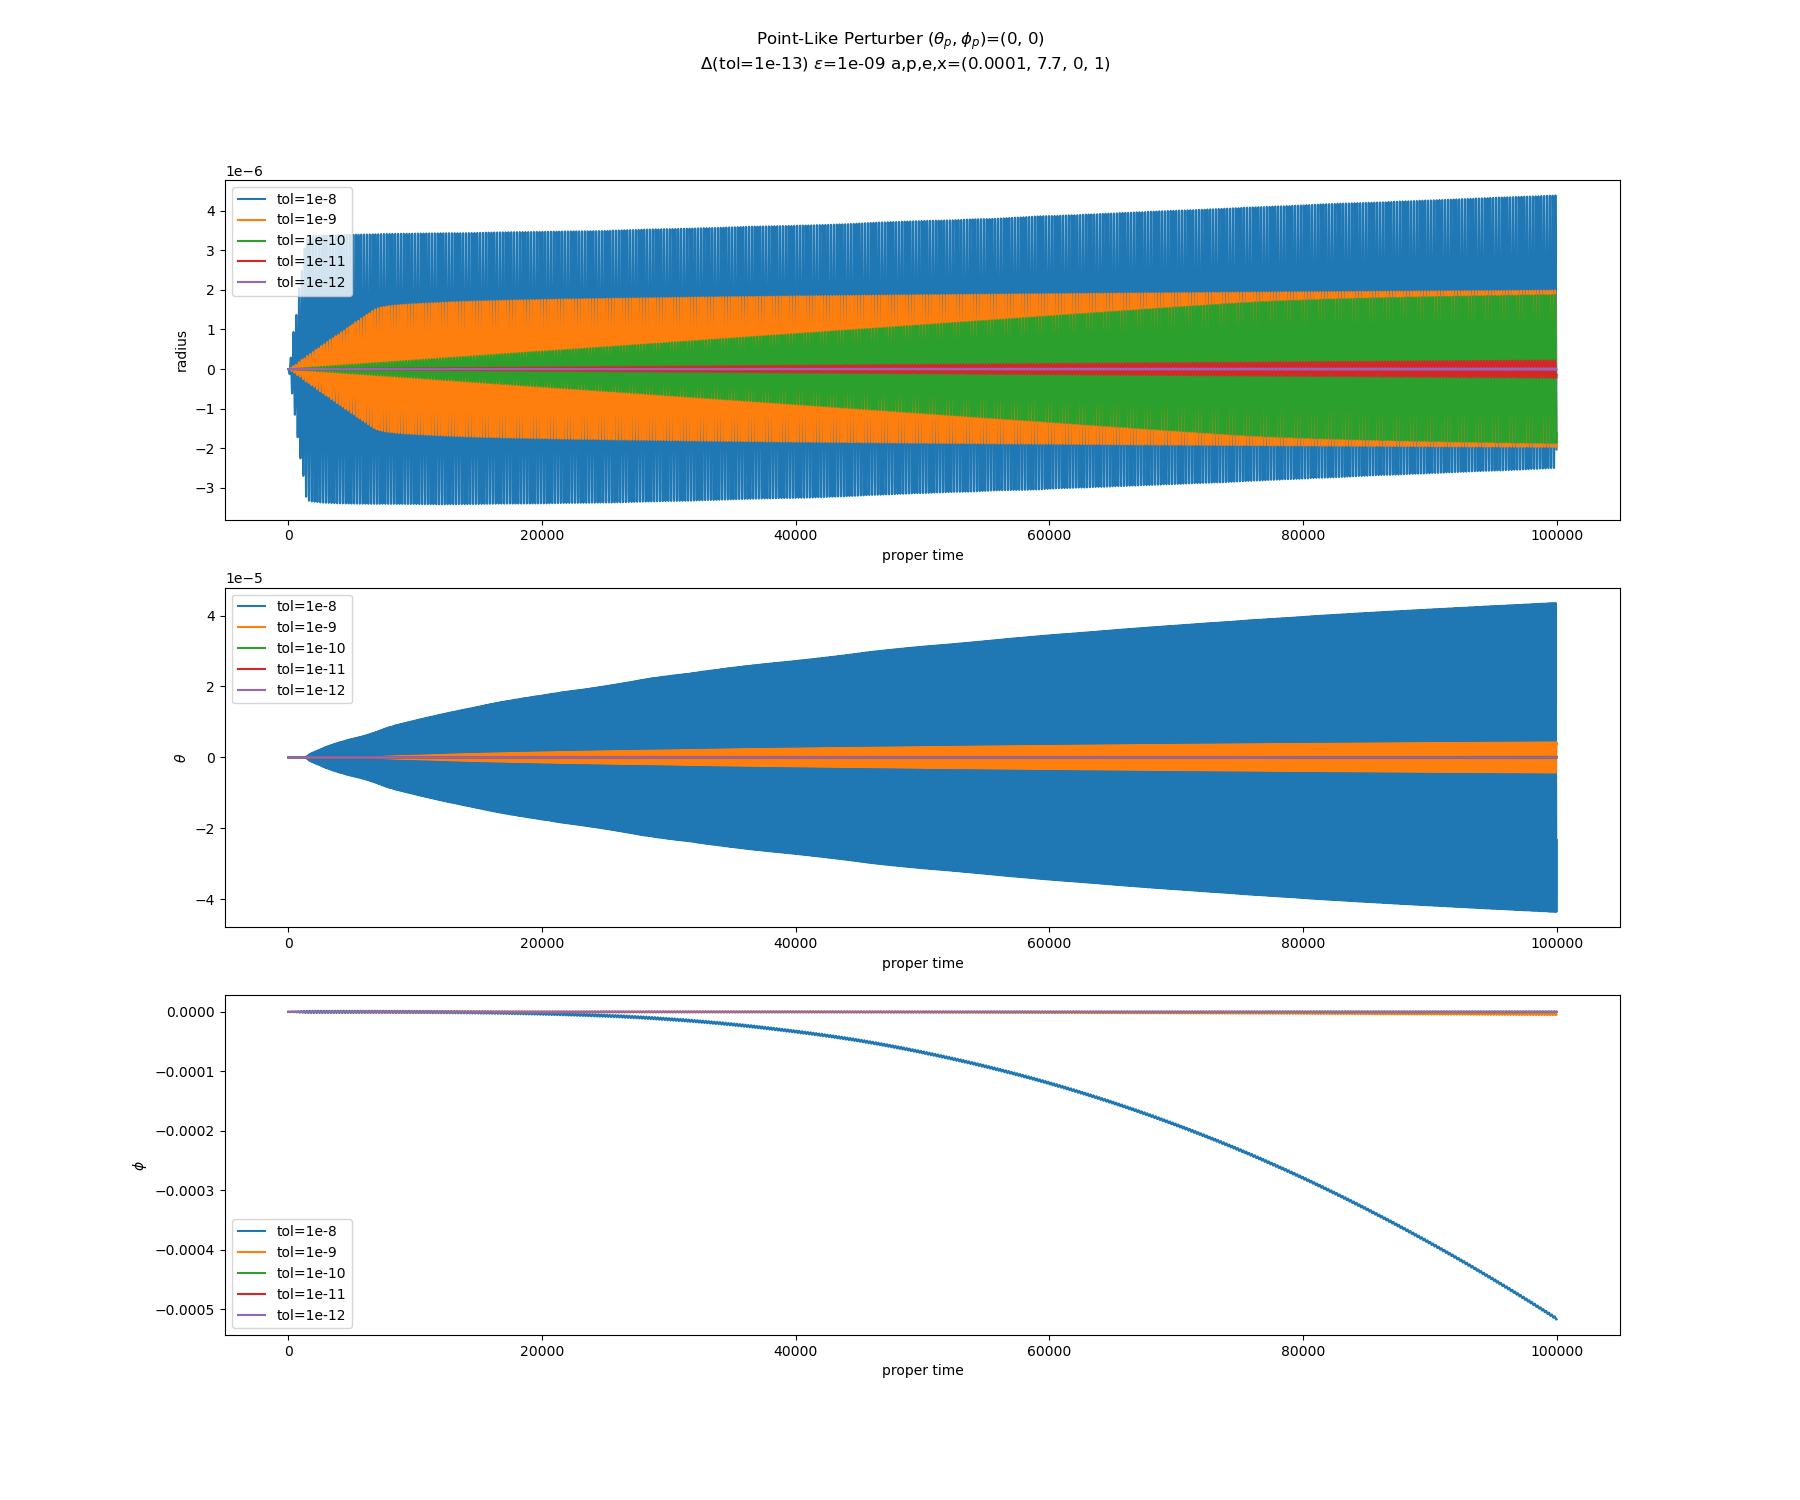 Point-Like Perturber (θp, ϕp)=(0, 0)
Δ(tol=1e-13) ε=1e-09 a,p,e,x=(0.0001, 7.7, 0, 1)
1e−6
tol=1e-8
tol=1e-9
tol=1e-10
tol=1e-11
tol=1e-12
4
3
2
1
0
−1
−2
−3
radius
0 20000 40000 60000 80000 100000
proper time
1e−5
tol=1e-8
tol=1e-9
tol=1e-10
tol=1e-11
tol=1e-12
4
2
0
−2
−4
θ
0 20000 40000 60000 80000 100000
proper time
0.0000
−0.0001
−0.0002
−0.0003
−0.0004
−0.0005
ϕ
tol=1e-8
tol=1e-9
tol=1e-10
tol=1e-11
tol=1e-12
0 20000 40000 60000 80000 100000
proper time